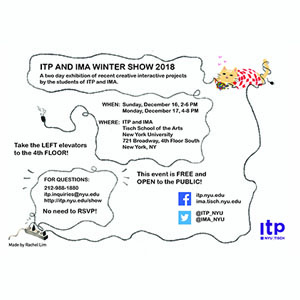 ITP AND IMA WINTER SHOW 2018
A two day exhibition of recent creative interactive projects
by the students of ITP and IMA.
WHEN: Sunday, December 16, 2-6 PM
Monday, December 17, 4-8 PM
WHERE: ITP and IMA
Tisch School of the Arts
New York University
721 Broadway, 4th Floor South
New York, NY
Take the LEFT elevators
to the 4th FLOOR!
This event is FREE and
OPEN to the PUBLIC!
FOR QUESTIONS:
212-988-1880
itp.inquiries@nyu.edu
http://itp.nyu.edu/show
No need to RSVP!
itp.nyu.edu
ima.tisch.nyu.edu
@ITP_NYU
@IMA_NYU
itp
NYU TISCH
Made by Rachel Lim